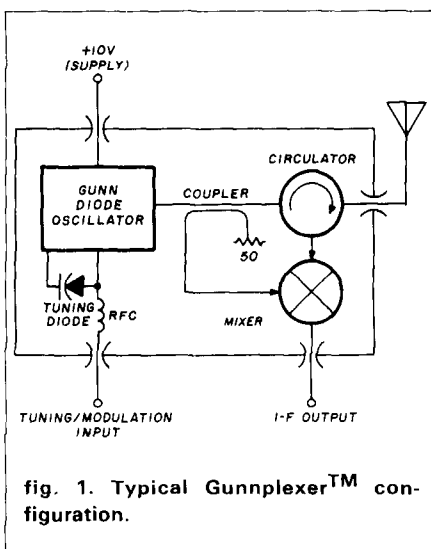 +10V
(SUPPLY)
CIRCULATOR
COUPLER
GUNN
DIODE
OSCILLATOR
50
TUNING
DIODE
RFC
MIXER
TUNING/MODULATION
INPUT
I-F OUTPUT
fig. 1. Typical Gunnplexer™ con-
figuration.